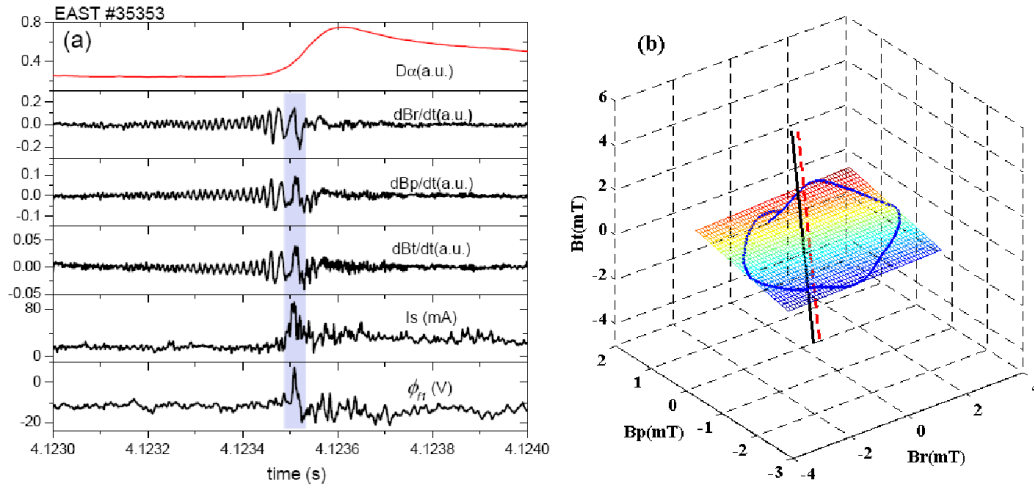 EAST #35353
(a)
0.8
0.4
Dα(a.u.)
0.2
0.0
-0.2
dBr/dt(a.u.)
0.1
0.0
-0.1
dBp/dt(a.u.)
0.05
0.00
-0.05
dBt/dt(a.u.)
80
0
Is (mA)
0
-20
ϕf1 (V)
4.1230 4.1232 4.1234 4.1236 4.1238 4.1240
time (s)
(b)
6
4
2
0
-2
-4
Bt(mT)
2
1
0
-1
-2
-3
Bp(mT)
-4
-2
0
2
Br(mT)